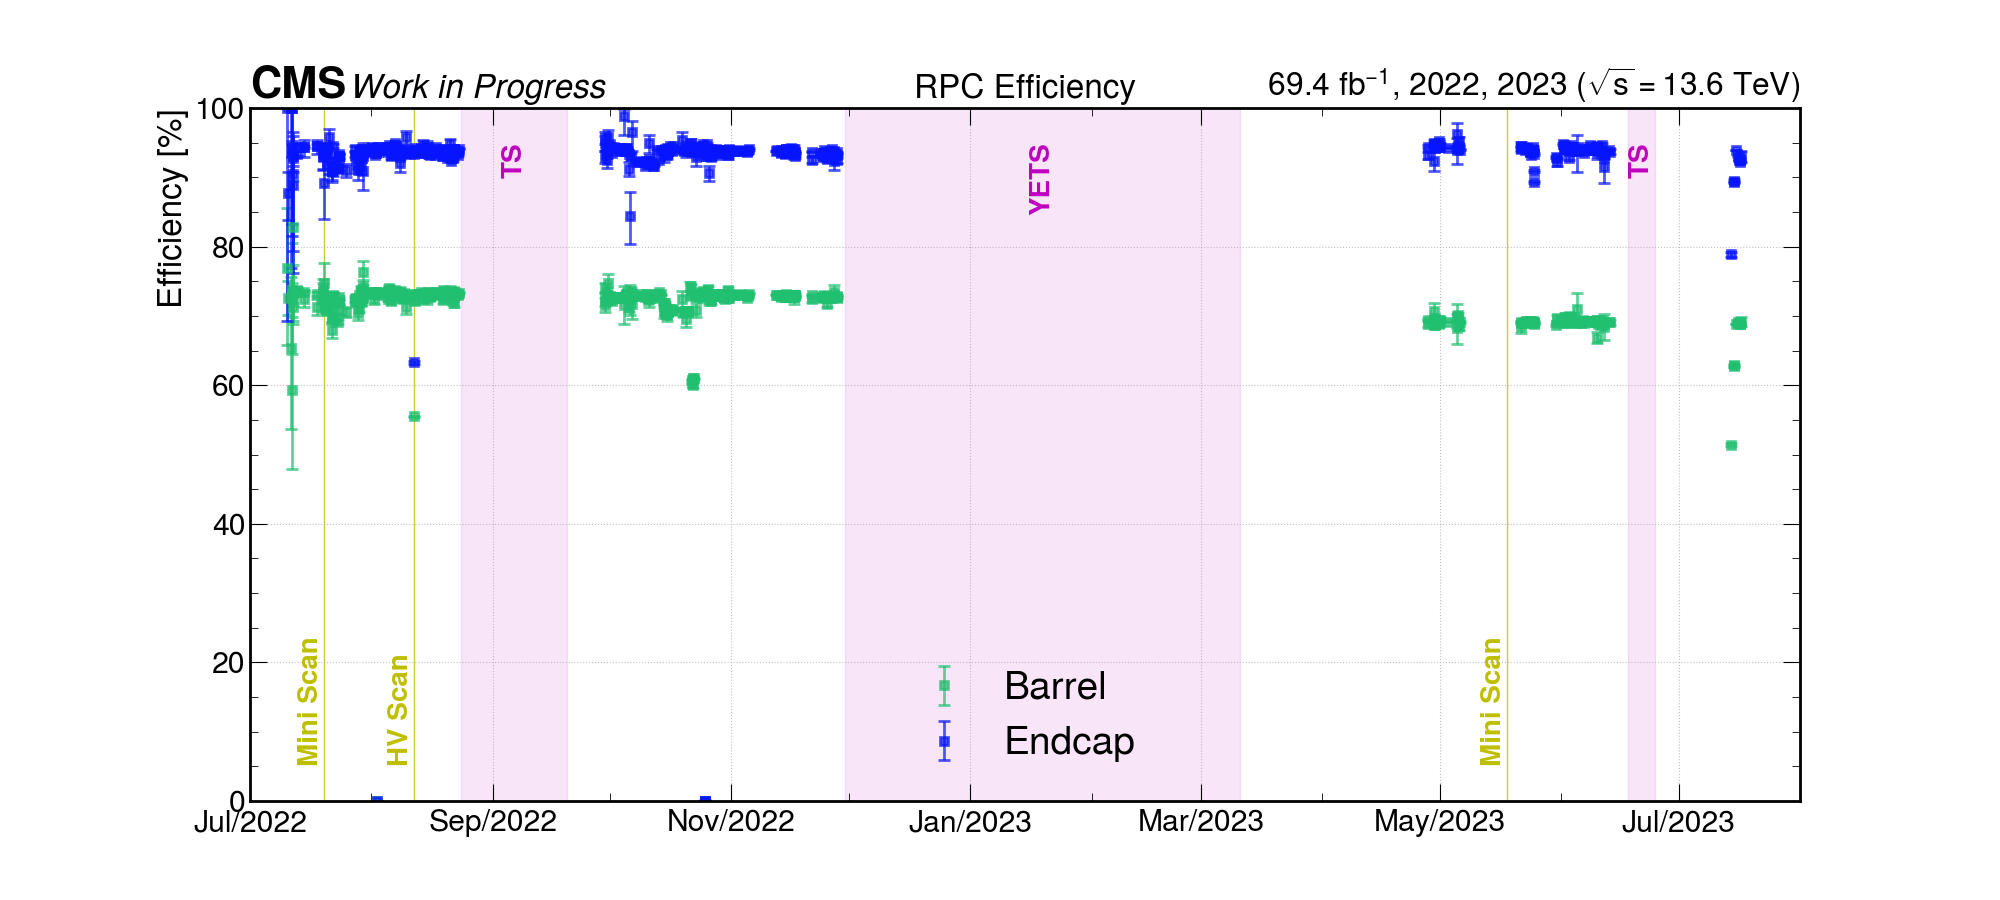 CMS Work in Progress RPC Efficiency 69.4 fb⁻¹, 2022, 2023 (√s = 13.6 TeV)
Efficiency [%]
100
80
60
40
20
0
TS
YETS
TS
Mini Scan
HV Scan
Mini Scan
Barrel
Endcap
Jul/2022 Sep/2022 Nov/2022 Jan/2023 Mar/2023 May/2023 Jul/2023